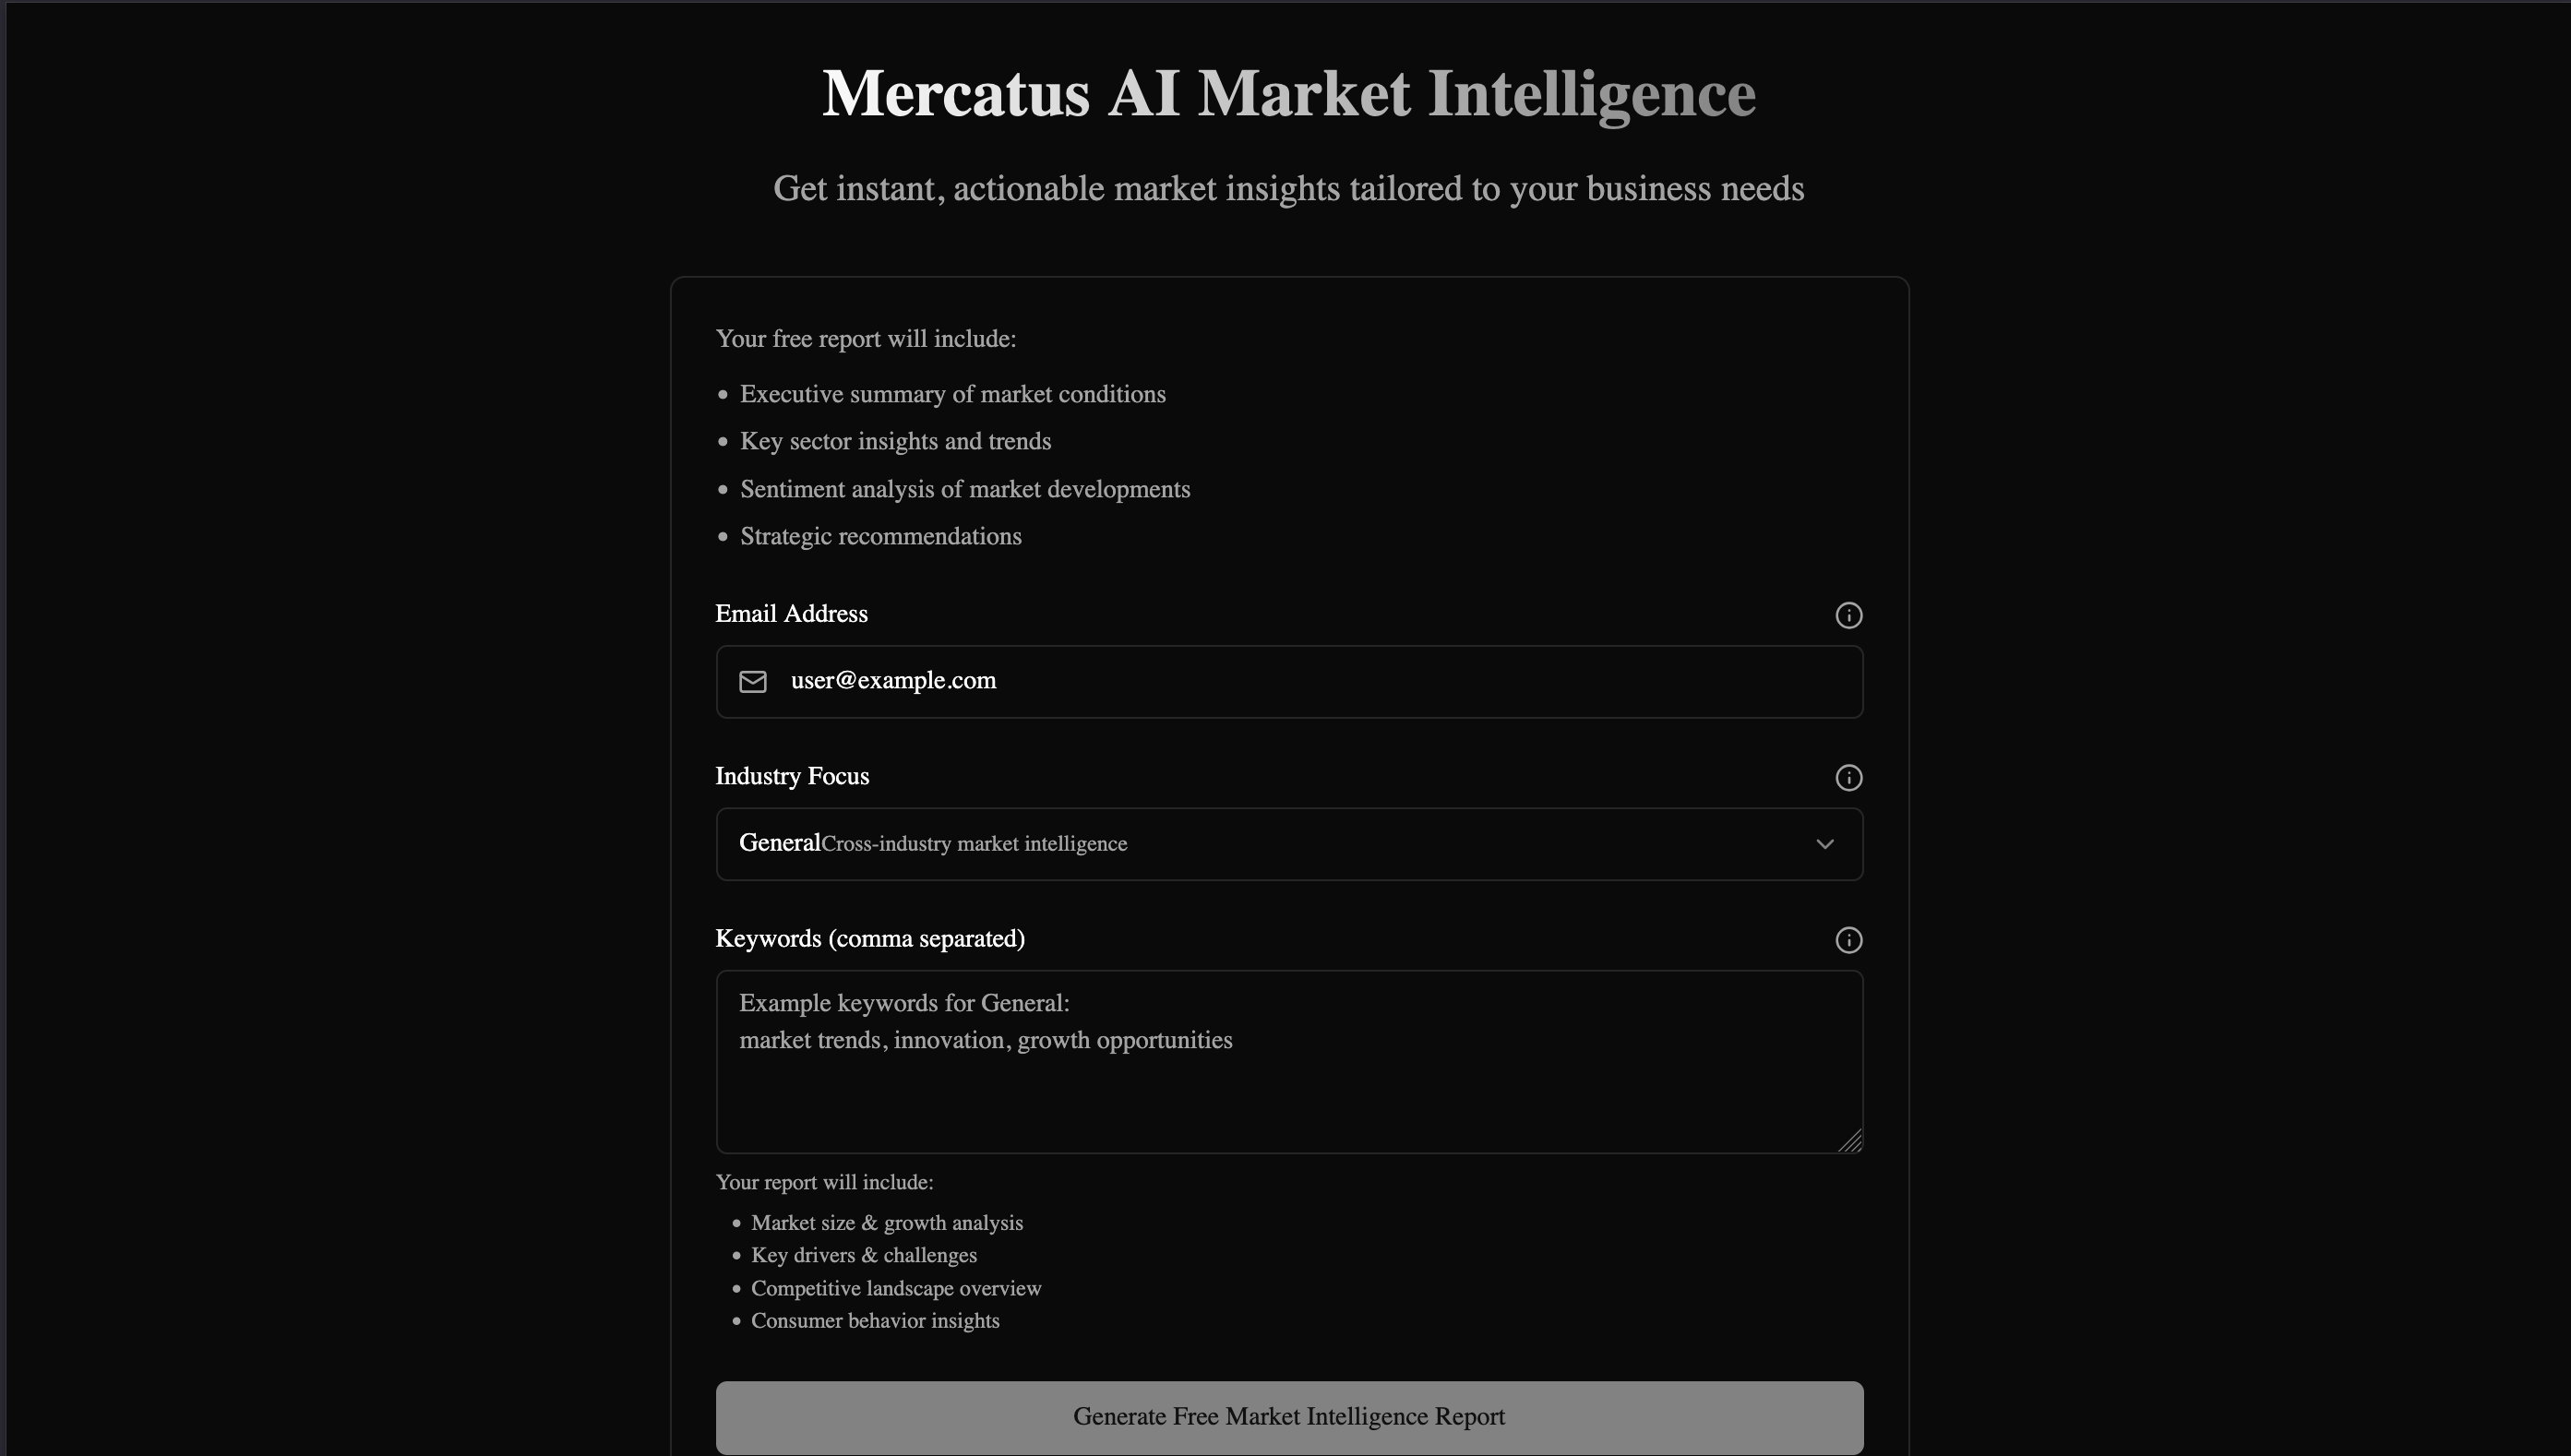 Mercatus AI Market Intelligence
Get instant, actionable market insights tailored to your business needs
Your free report will include:
• Executive summary of market conditions
• Key sector insights and trends
• Sentiment analysis of market developments
• Strategic recommendations
Email Address
user@example.com
Industry Focus
GeneralCross-industry market intelligence
Keywords (comma separated)
Example keywords for General:
market trends, innovation, growth opportunities
Your report will include:
• Market size & growth analysis
• Key drivers & challenges
• Competitive landscape overview
• Consumer behavior insights
Generate Free Market Intelligence Report